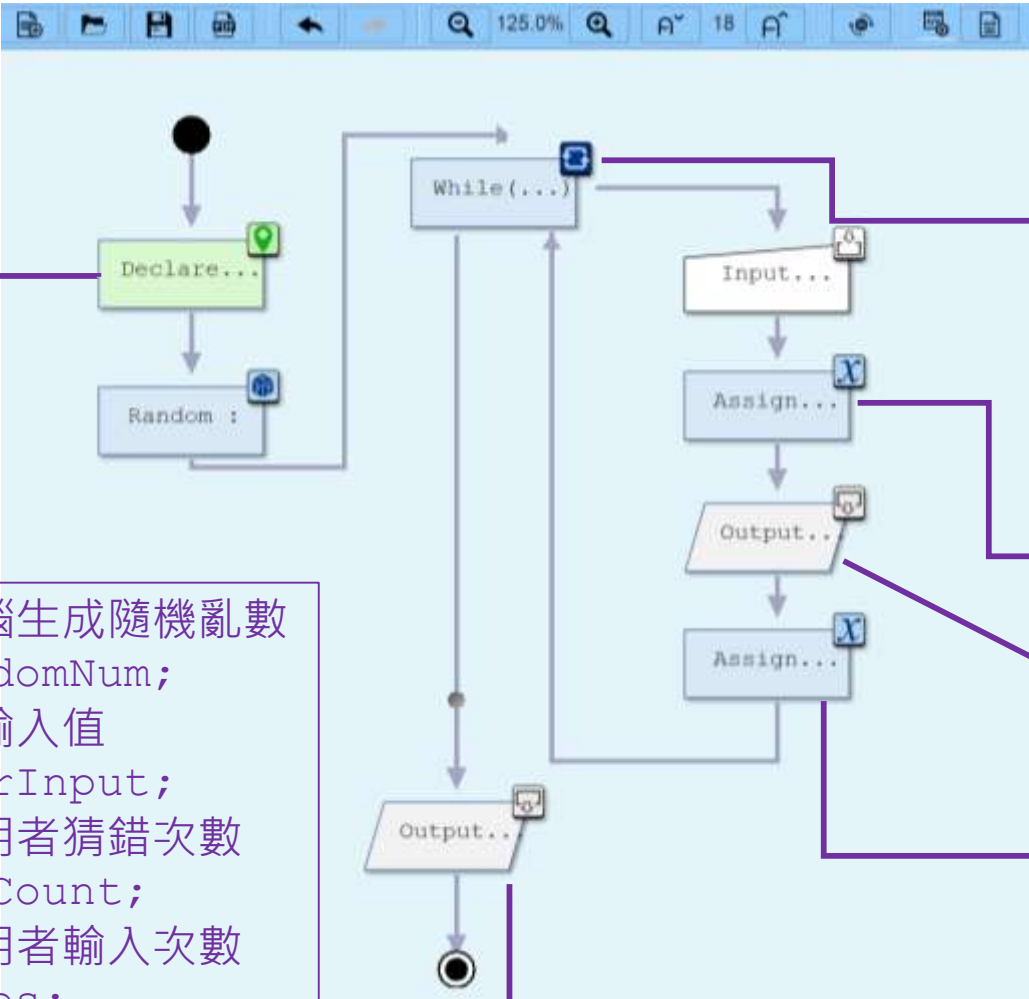 125.0%
A
18
A
While(...)
Declare...
Input...
Random :
Assign...
Output...
Assign...
Output..
腦生成隨機亂數
domNum;
輸入值
rInput;
用者猜錯次數
Count;
用者輸入次數